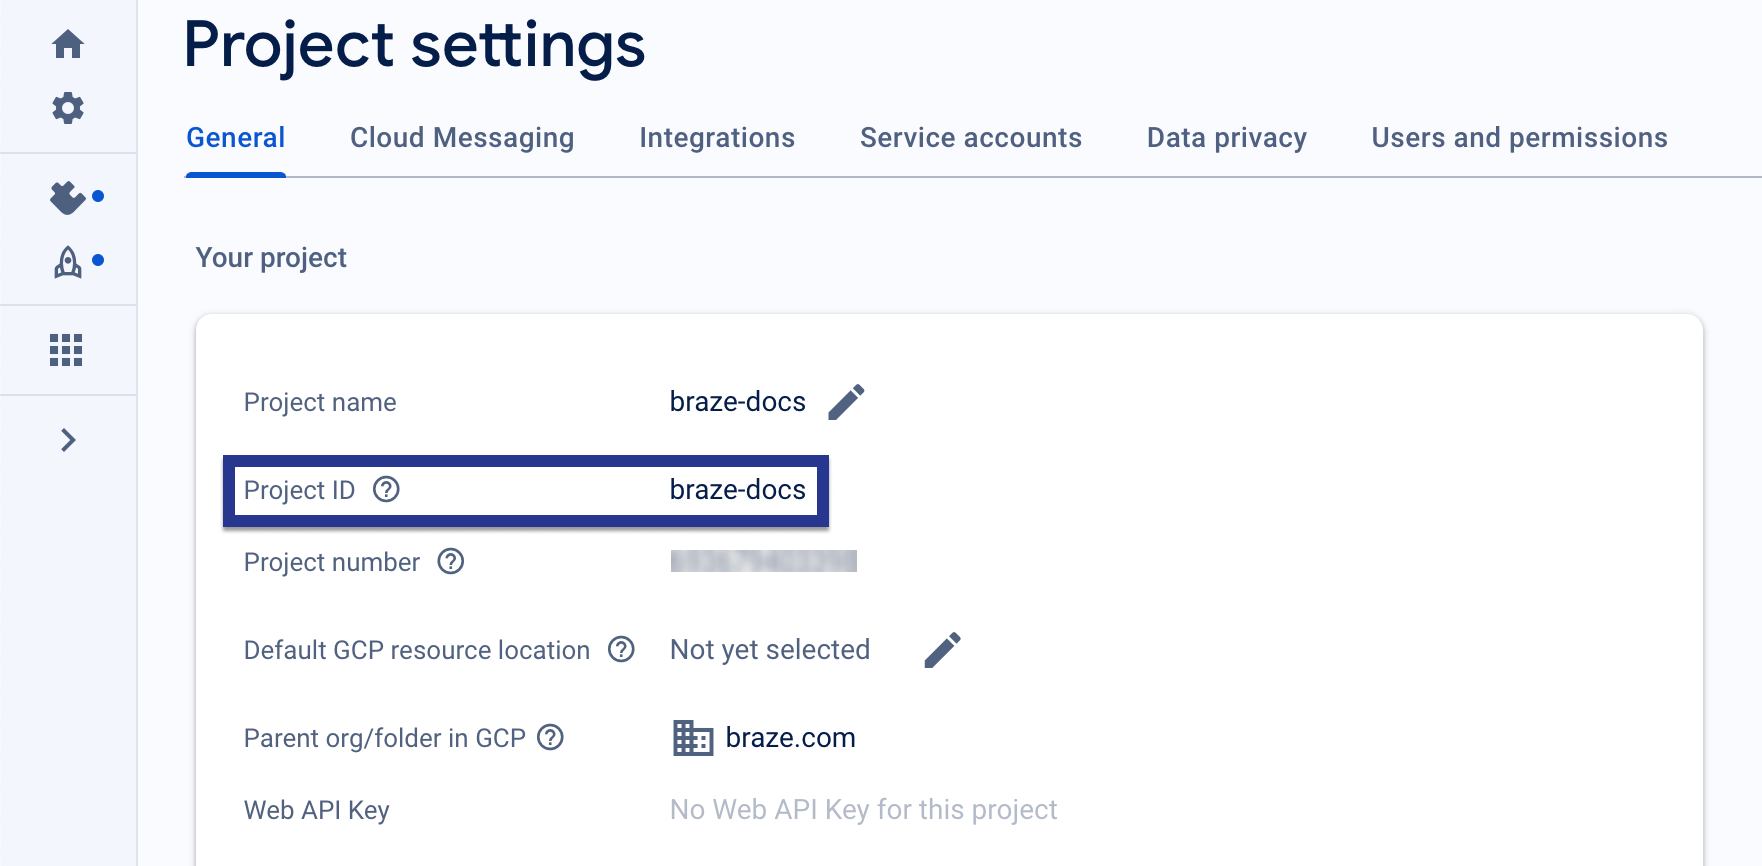 Project settings
General Cloud Messaging Integrations Service accounts Data privacy Users and permissions
Your project
Project name braze-docs
Project ID braze-docs
Project number
Default GCP resource location Not yet selected
Parent org/folder in GCP braze.com
Web API Key No Web API Key for this project